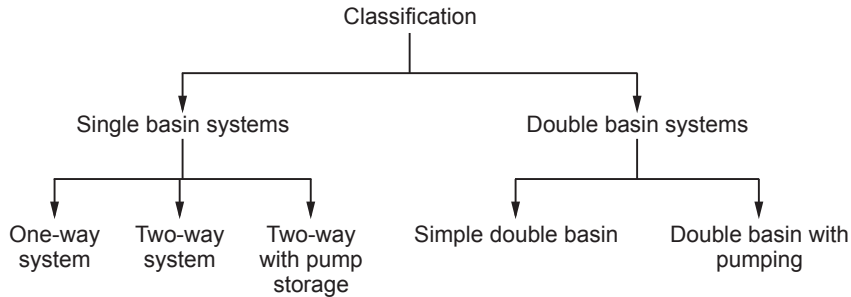 Classification
Single basin systems
Double basin systems
One-way
system
Two-way
system
Two-way
with pump
storage
Simple double basin
Double basin with
pumping